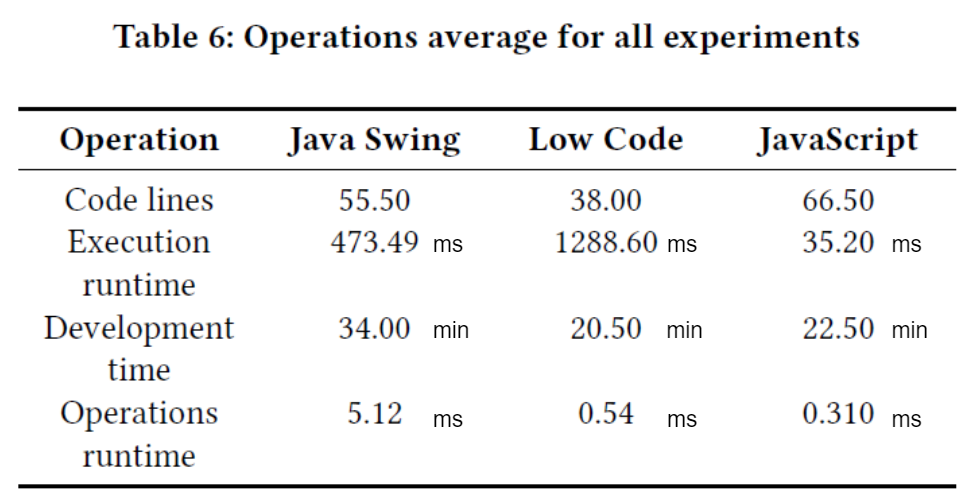 Table 6: Operations average for all experiments
Operation Java Swing Low Code JavaScript
Code lines 55.50 38.00 66.50
Execution 473.49 ms 1288.60 ms 35.20 ms
runtime
Development 34.00 min 20.50 min 22.50 min
time
Operations 5.12 ms 0.54 ms 0.310 ms
runtime